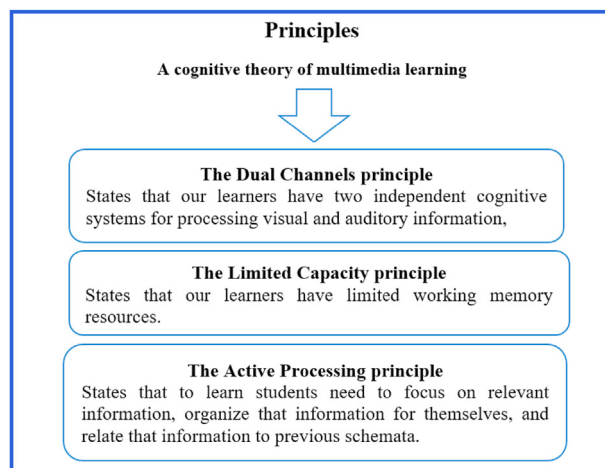 Principles
A cognitive theory of multimedia learning
The Dual Channels principle
States that our learners have two independent cognitive
systems for processing visual and auditory information,
The Limited Capacity principle
States that our learners have limited working memory
resources.
The Active Processing principle
States that to learn students need to focus on relevant
information, organize that information for themselves, and
relate that information to previous schemata.